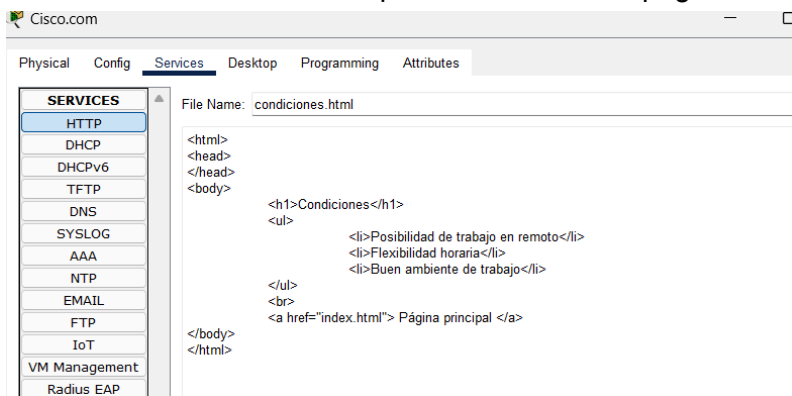 Cisco.com
Physical Config Services Desktop Programming Attributes
SERVICES
HTTP
DHCP
DHCPv6
TFTP
DNS
SYSLOG
AAA
NTP
EMAIL
FTP
IoT
VM Management
Radius EAP
File Name: condiciones.html
<html>
<head>
</head>
<body>
<h1>Condiciones</h1>
<ul>
<li>Posibilidad de trabajo en remoto</li>
<li>Flexibilidad horaria</li>
<li>Buen ambiente de trabajo</li>
</ul>
<br>
<a href="index.html"> Página principal </a>
</body>
</html>